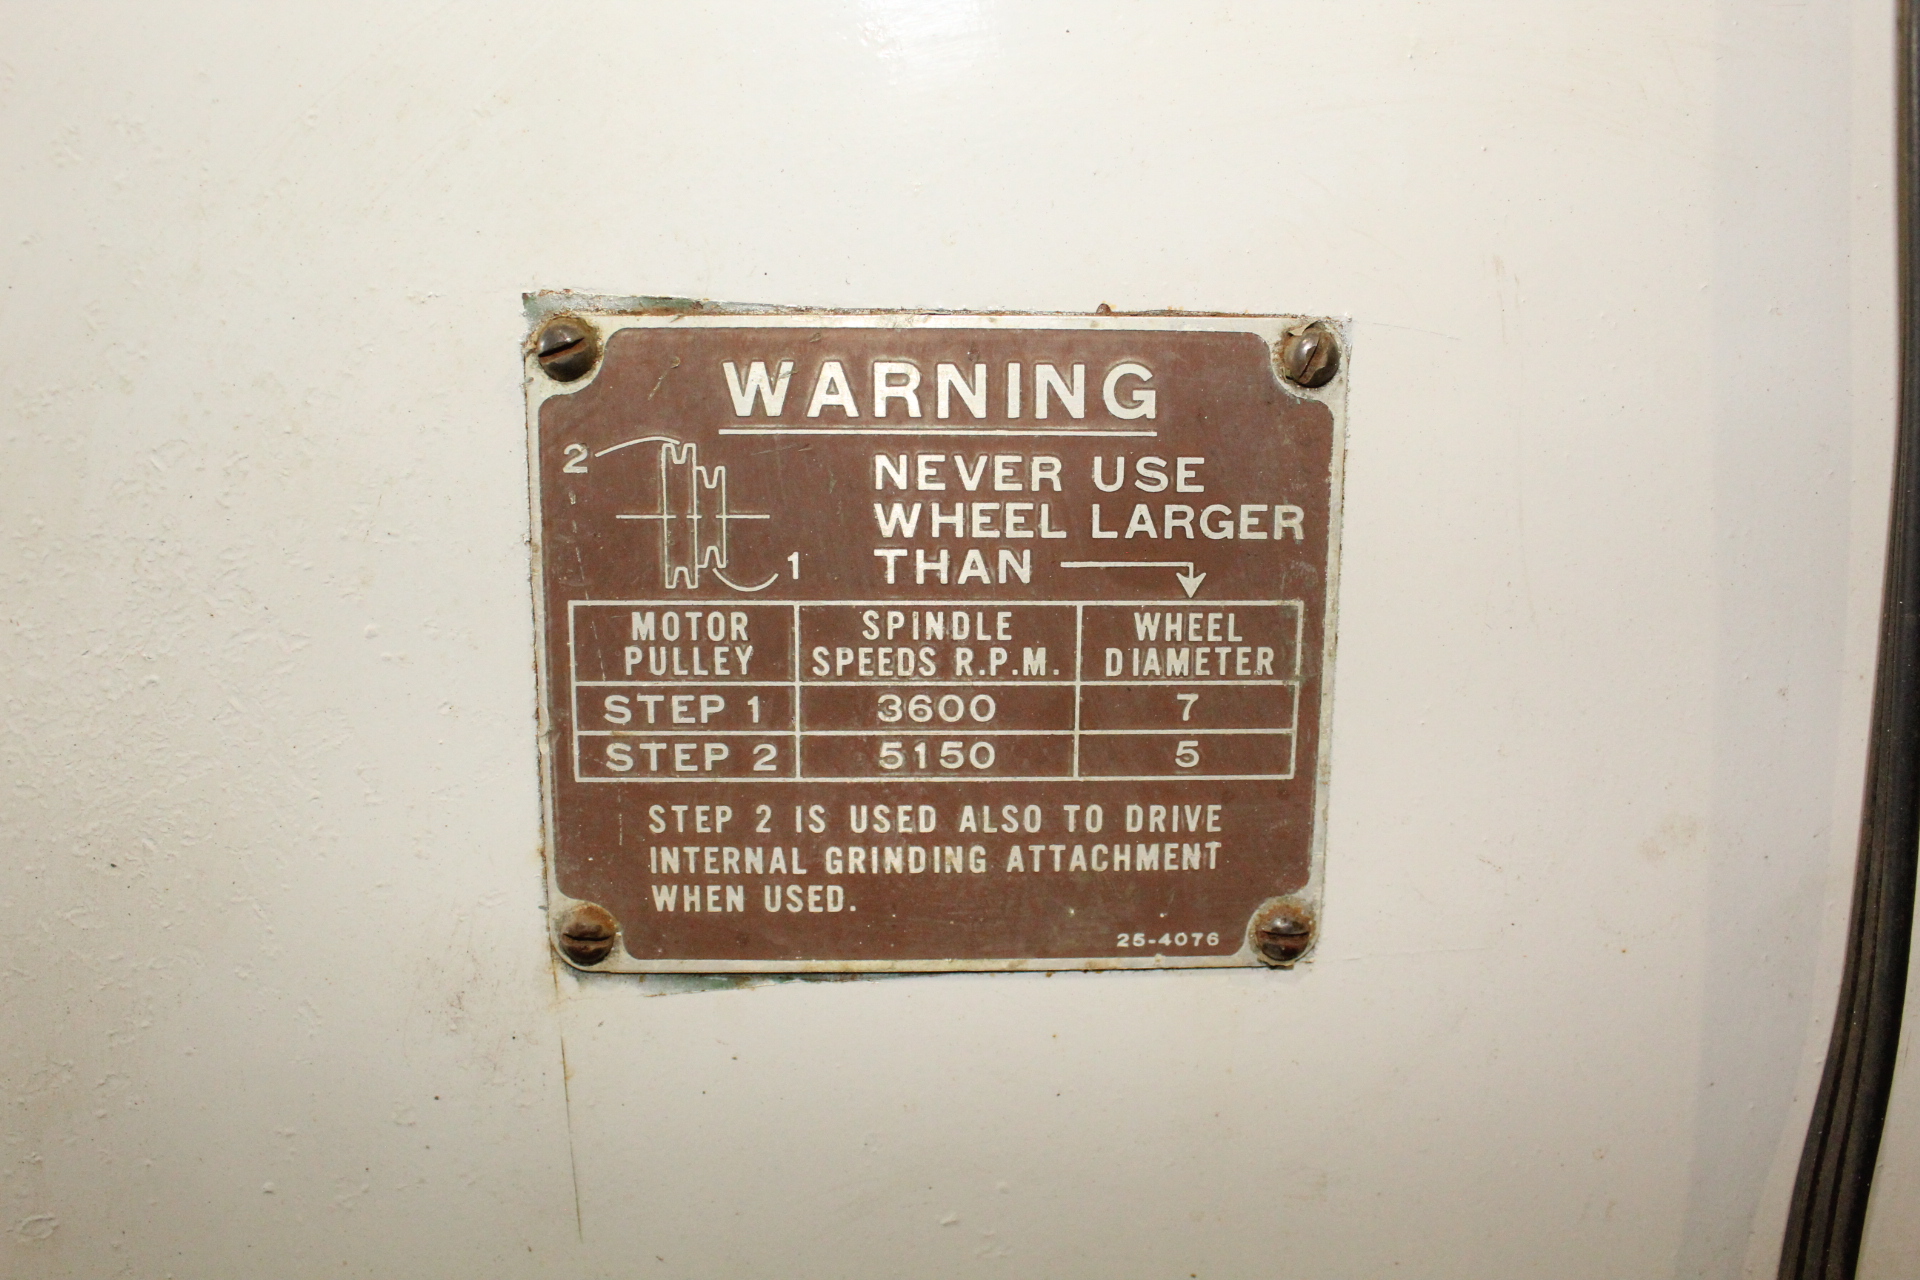 WARNING
2
1
NEVER USE
WHEEL LARGER
THAN
MOTOR PULLEY SPINDLE SPEEDS R.P.M. WHEEL DIAMETER
STEP 1 3600 7
STEP 2 5150 5
STEP 2 IS USED ALSO TO DRIVE
INTERNAL GRINDING ATTACHMENT
WHEN USED.
25-4076